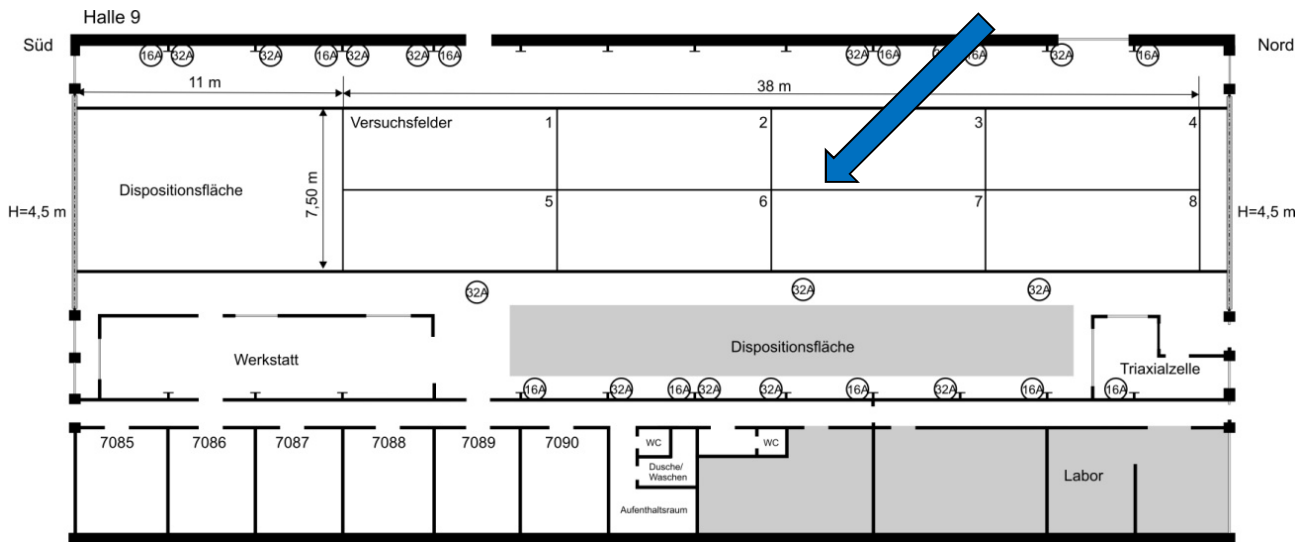 Halle 9
Süd
Nord
16A 32A 32A 16A 32A 32A 16A 32A 16A 16A 32A 16A
11 m
38 m
Versuchsfelder
1 2 3 4
Dispositionsfläche
7,50 m
H=4,5 m
H=4,5 m
5 6 7 8
32A 32A 32A
Werkstatt
Dispositionsfläche
Triaxialzelle
16A 32A 16A 32A 32A 16A 32A 16A 16A
7085 7086 7087 7088 7089 7090
WC
WC
Dusche/
Waschen
Labor
Aufenthaltsraum